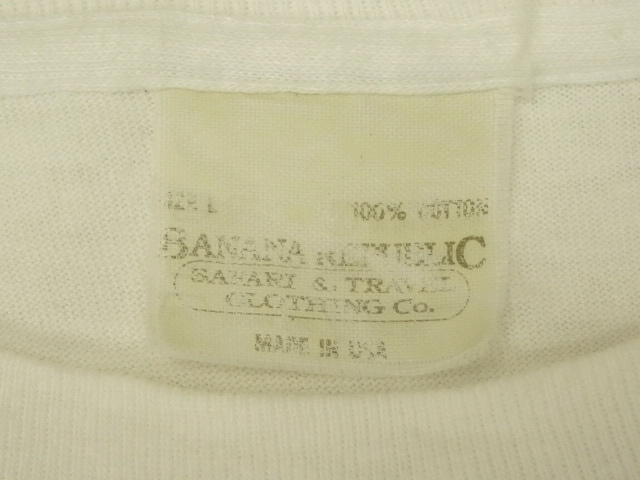 SIZE L 100% COTTON
BANANA REPUBLIC
SAFARI & TRAVEL
CLOTHING Co.
MADE IN USA